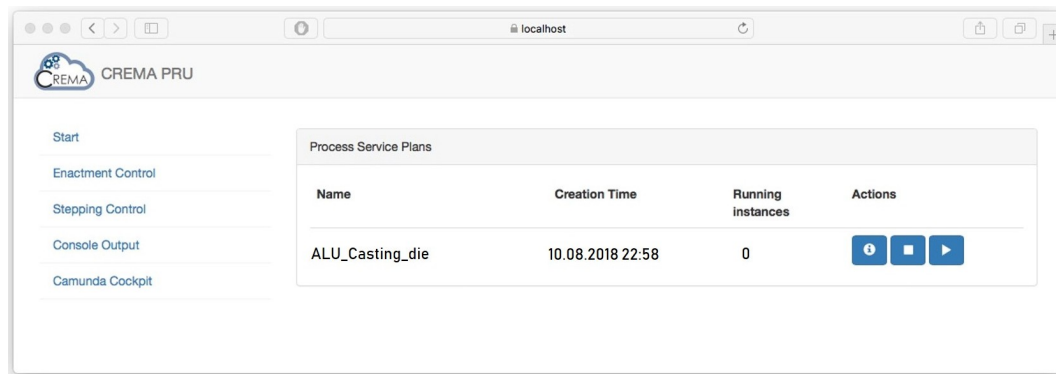 localhost
CREMA CREMA PRU
Start
Enactment Control
Stepping Control
Console Output
Camunda Cockpit
Process Service Plans
Name Creation Time Running instances Actions
ALU_Casting_die 10.08.2018 22:58 0